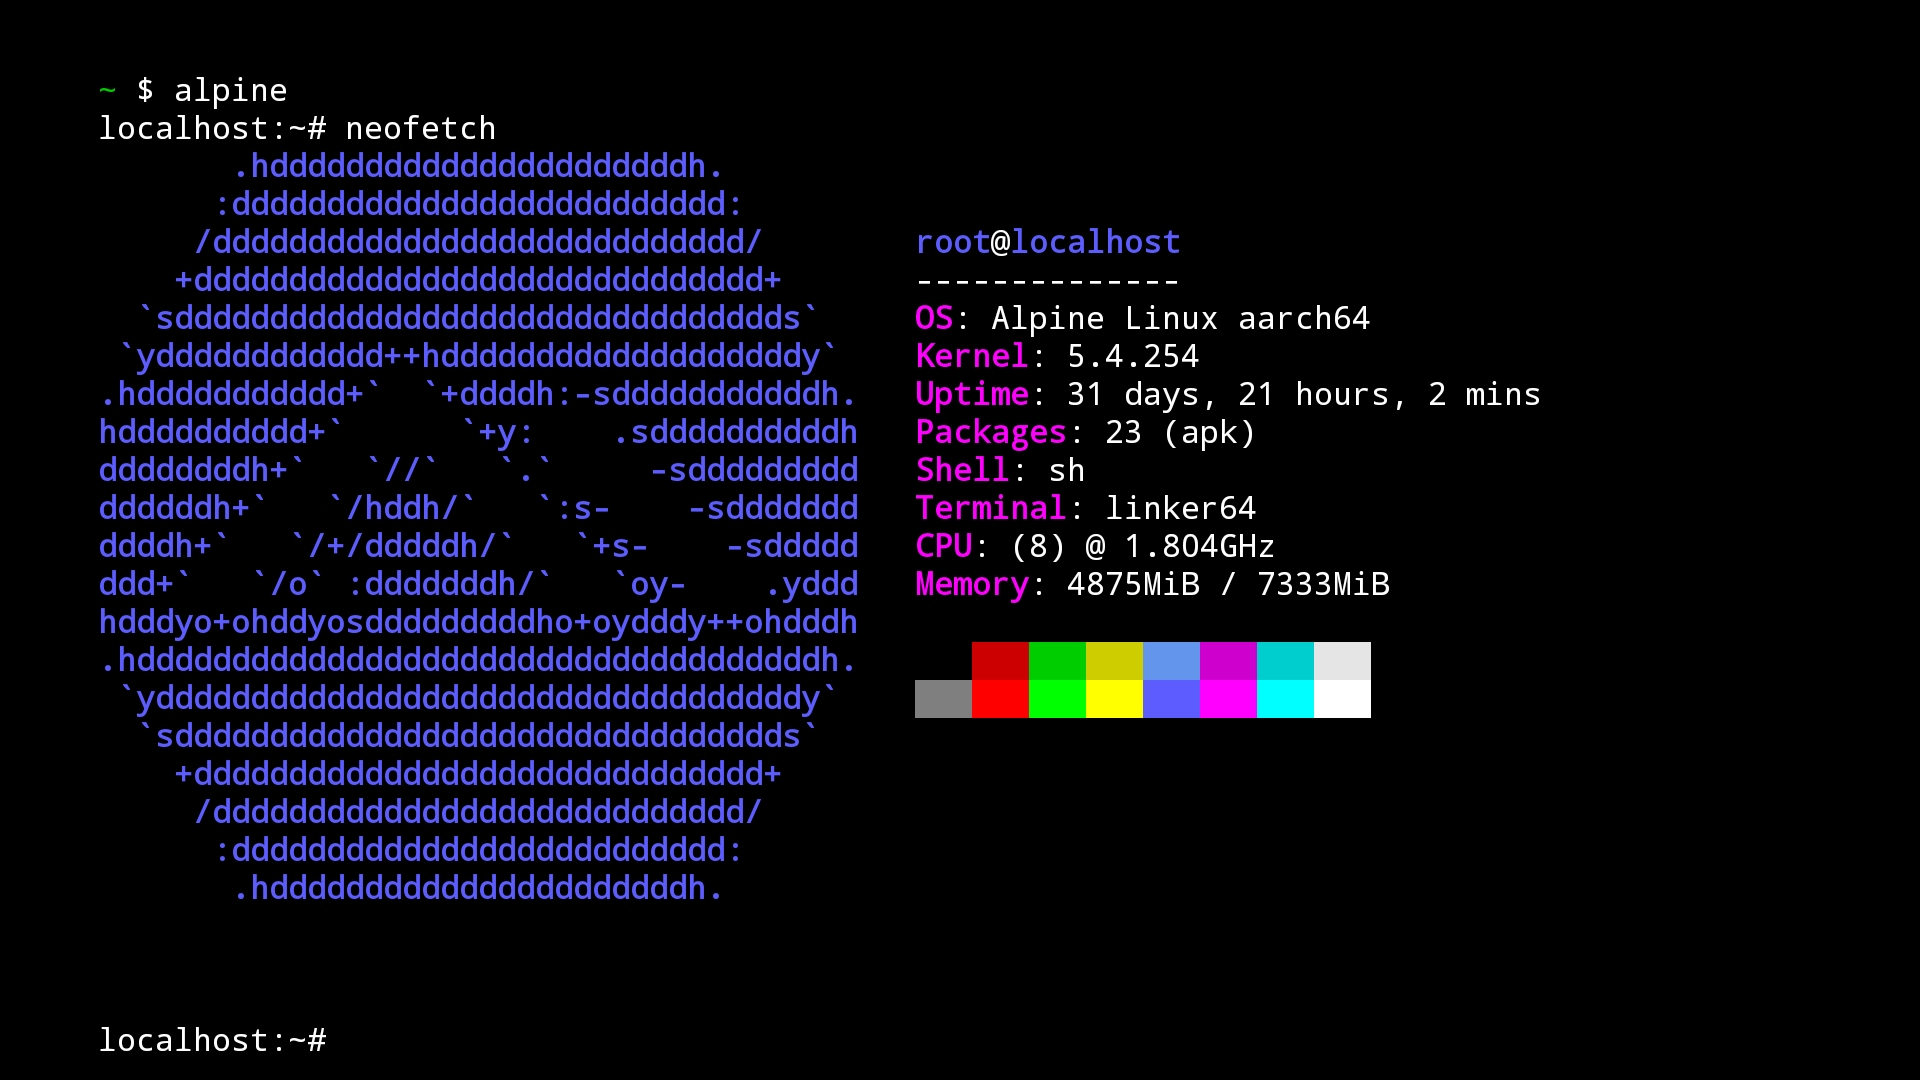 ~ $ alpine
localhost:~# neofetch
        .hddddddddddddddddddddddh.
       :dddddddddddddddddddddddddd:
      /dddddddddddddddddddddddddddd/
     +dddddddddddddddddddddddddddddd+
   `sdddddddddddddddddddddddddddddddds`
  `ydddddddddddd++hdddddddddddddddddddy`
 .hddddddddddd+`  `+ddddh:-sdddddddddddh.
 hdddddddddd+`      `+y:    .sddddddddddh
 ddddddddh+`   `//`   `.`     -sddddddddd
 ddddddh+`   `/hddh/`   `:s-    -sddddddd
 ddddh+`   `/+/dddddh/`   `+s-    -sddddd
 ddd+`   `/o` :dddddddh/`   `oy-    .yddd
 hdddyo+ohddyosdddddddddho+oydddy++ohdddh
 .hddddddddddddddddddddddddddddddddddddh.
  `yddddddddddddddddddddddddddddddddddy`
   `sdddddddddddddddddddddddddddddddds`
     +dddddddddddddddddddddddddddddd+
      /dddddddddddddddddddddddddddd/
       :dddddddddddddddddddddddddd:
        .hddddddddddddddddddddddh.
root@localhost
--------------
OS: Alpine Linux aarch64
Kernel: 5.4.254
Uptime: 31 days, 21 hours, 2 mins
Packages: 23 (apk)
Shell: sh
Terminal: linker64
CPU: (8) @ 1.804GHz
Memory: 4875MiB / 7333MiB
localhost:~#